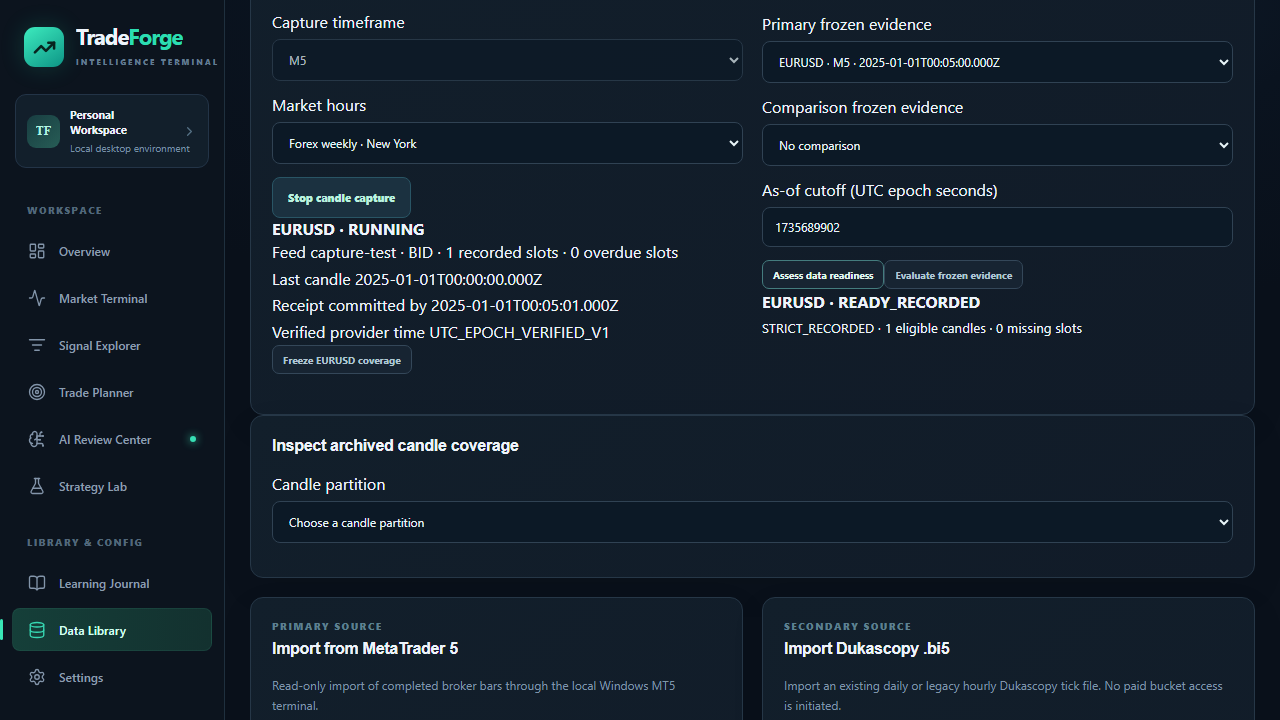 TradeForge
INTELLIGENCE TERMINAL
TF
Personal
Workspace
Local desktop environment
WORKSPACE
Overview
Market Terminal
Signal Explorer
Trade Planner
AI Review Center
Strategy Lab
LIBRARY & CONFIG
Learning Journal
Data Library
Settings
Capture timeframe
M5
Market hours
Forex weekly · New York
Stop candle capture
EURUSD · RUNNING
Feed capture-test · BID · 1 recorded slots · 0 overdue slots
Last candle 2025-01-01T00:00:00.000Z
Receipt committed by 2025-01-01T00:05:01.000Z
Verified provider time UTC_EPOCH_VERIFIED_V1
Freeze EURUSD coverage
Primary frozen evidence
EURUSD · M5 · 2025-01-01T00:05:00.000Z
Comparison frozen evidence
No comparison
As-of cutoff (UTC epoch seconds)
1735689902
Assess data readiness
Evaluate frozen evidence
EURUSD · READY_RECORDED
STRICT_RECORDED · 1 eligible candles · 0 missing slots
Inspect archived candle coverage
Candle partition
Choose a candle partition
PRIMARY SOURCE
Import from MetaTrader 5
Read-only import of completed broker bars through the local Windows MT5
terminal.
SECONDARY SOURCE
Import Dukascopy .bi5
Import an existing daily or legacy hourly Dukascopy tick file. No paid bucket access
is initiated.